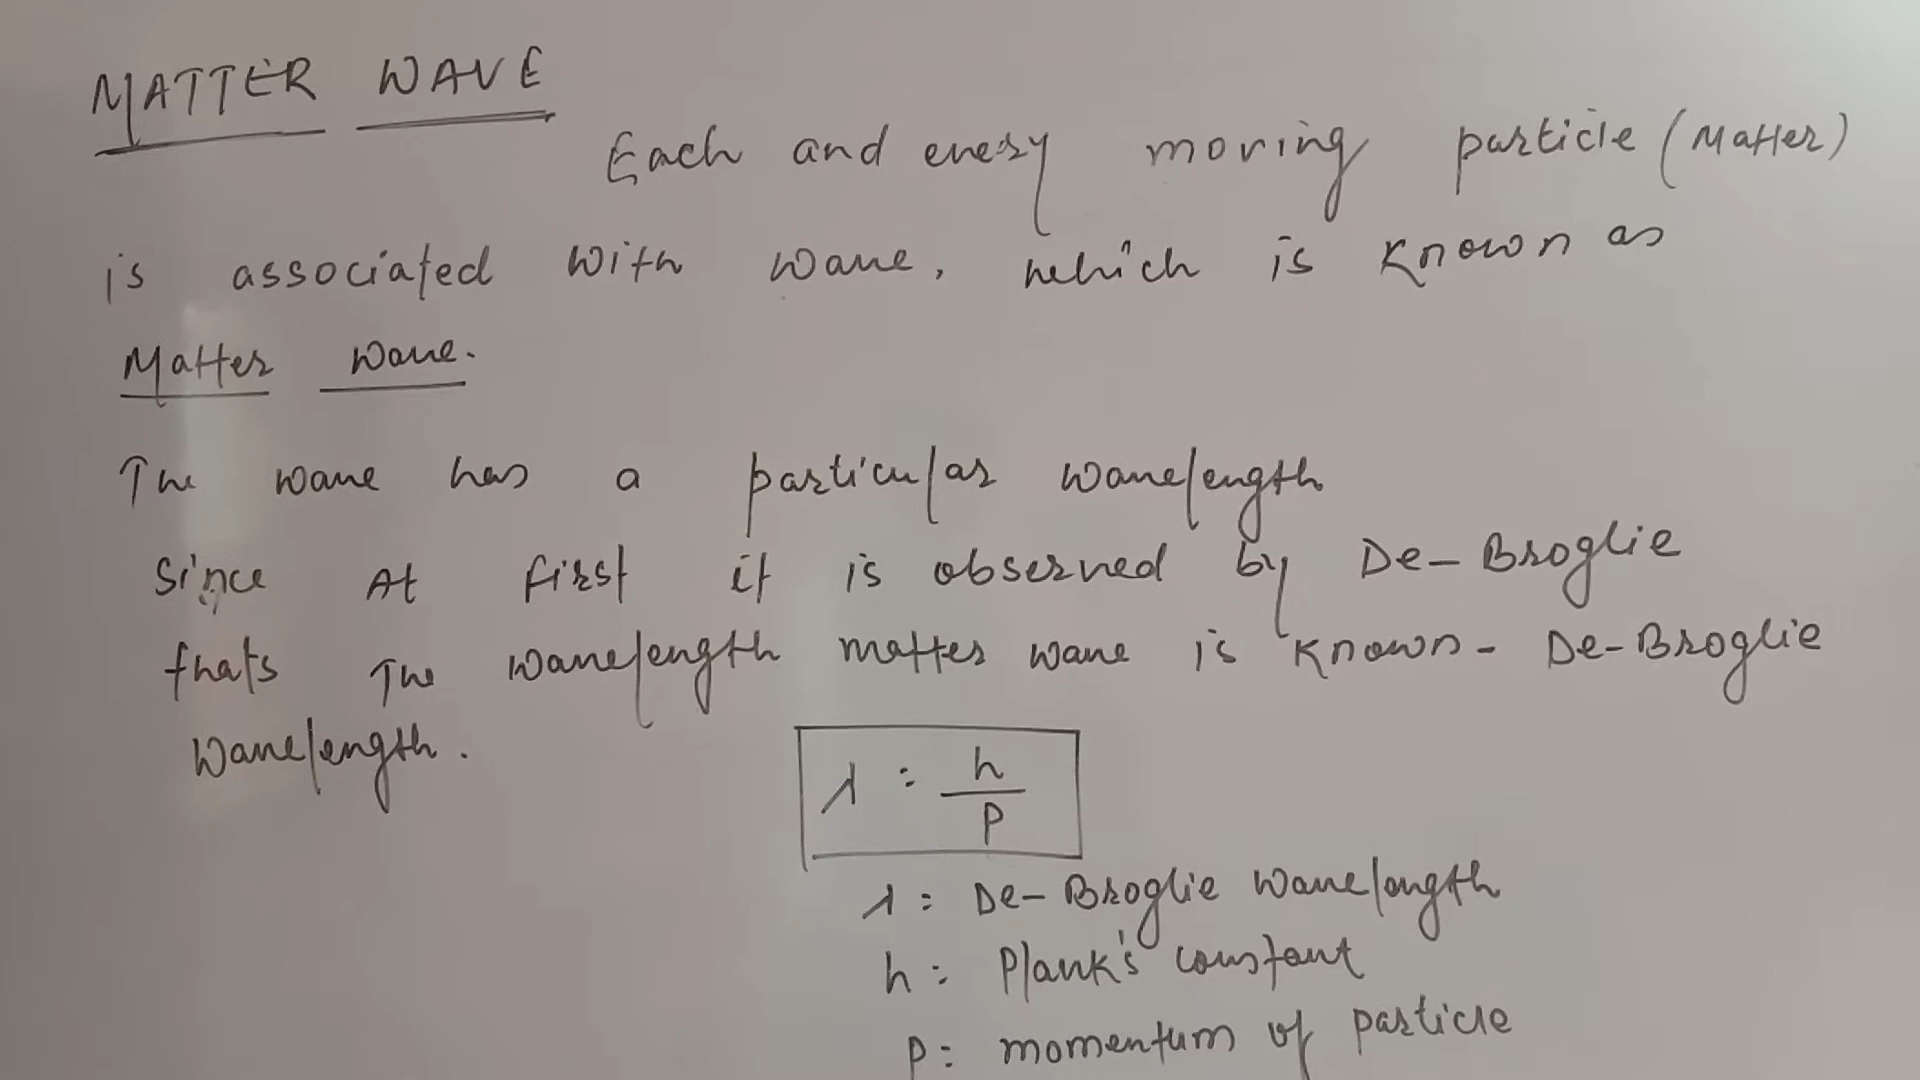 MATTER WAVE
Each and every moving particle (Matter)
is associated with wave, which is known as
Matter wave.
The wave has a particular wavelength
Since At first it is observed by De-Broglie
thats The wavelength matter wave is known - De-Broglie
wavelength.
λ = h/P
λ = De-Broglie wavelength
h = Plank's constant
P = momentum of particle